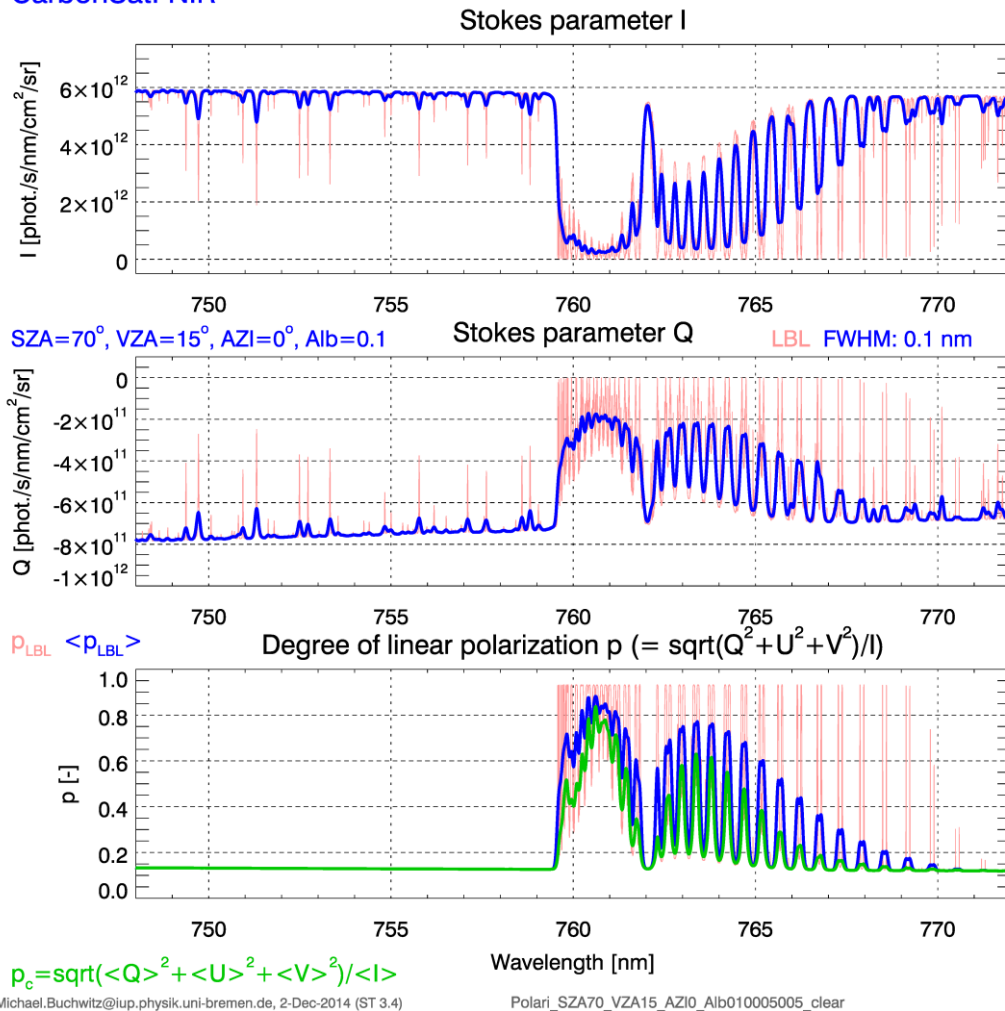 CarbonSat: NIR
Stokes parameter I
I [phot./s/nm/cm²/sr]
6×10¹²
4×10¹²
2×10¹²
0
750 755 760 765 770
SZA=70°, VZA=15°, AZI=0°, Alb=0.1 Stokes parameter Q LBL FWHM: 0.1 nm
Q [phot./s/nm/cm²/sr]
0
-2×10¹¹
-4×10¹¹
-6×10¹¹
-8×10¹¹
-1×10¹²
750 755 760 765 770
p_LBL <p_LBL> Degree of linear polarization p (= sqrt(Q²+U²+V²)/I)
p [-]
1.0
0.8
0.6
0.4
0.2
0.0
750 755 760 765 770
Wavelength [nm]
p_c=sqrt(<Q>²+<U>²+<V>²)/<I>
Michael.Buchwitz@iup.physik.uni-bremen.de, 2-Dec-2014 (ST 3.4) Polari_SZA70_VZA15_AZI0_Alb010005005_clear